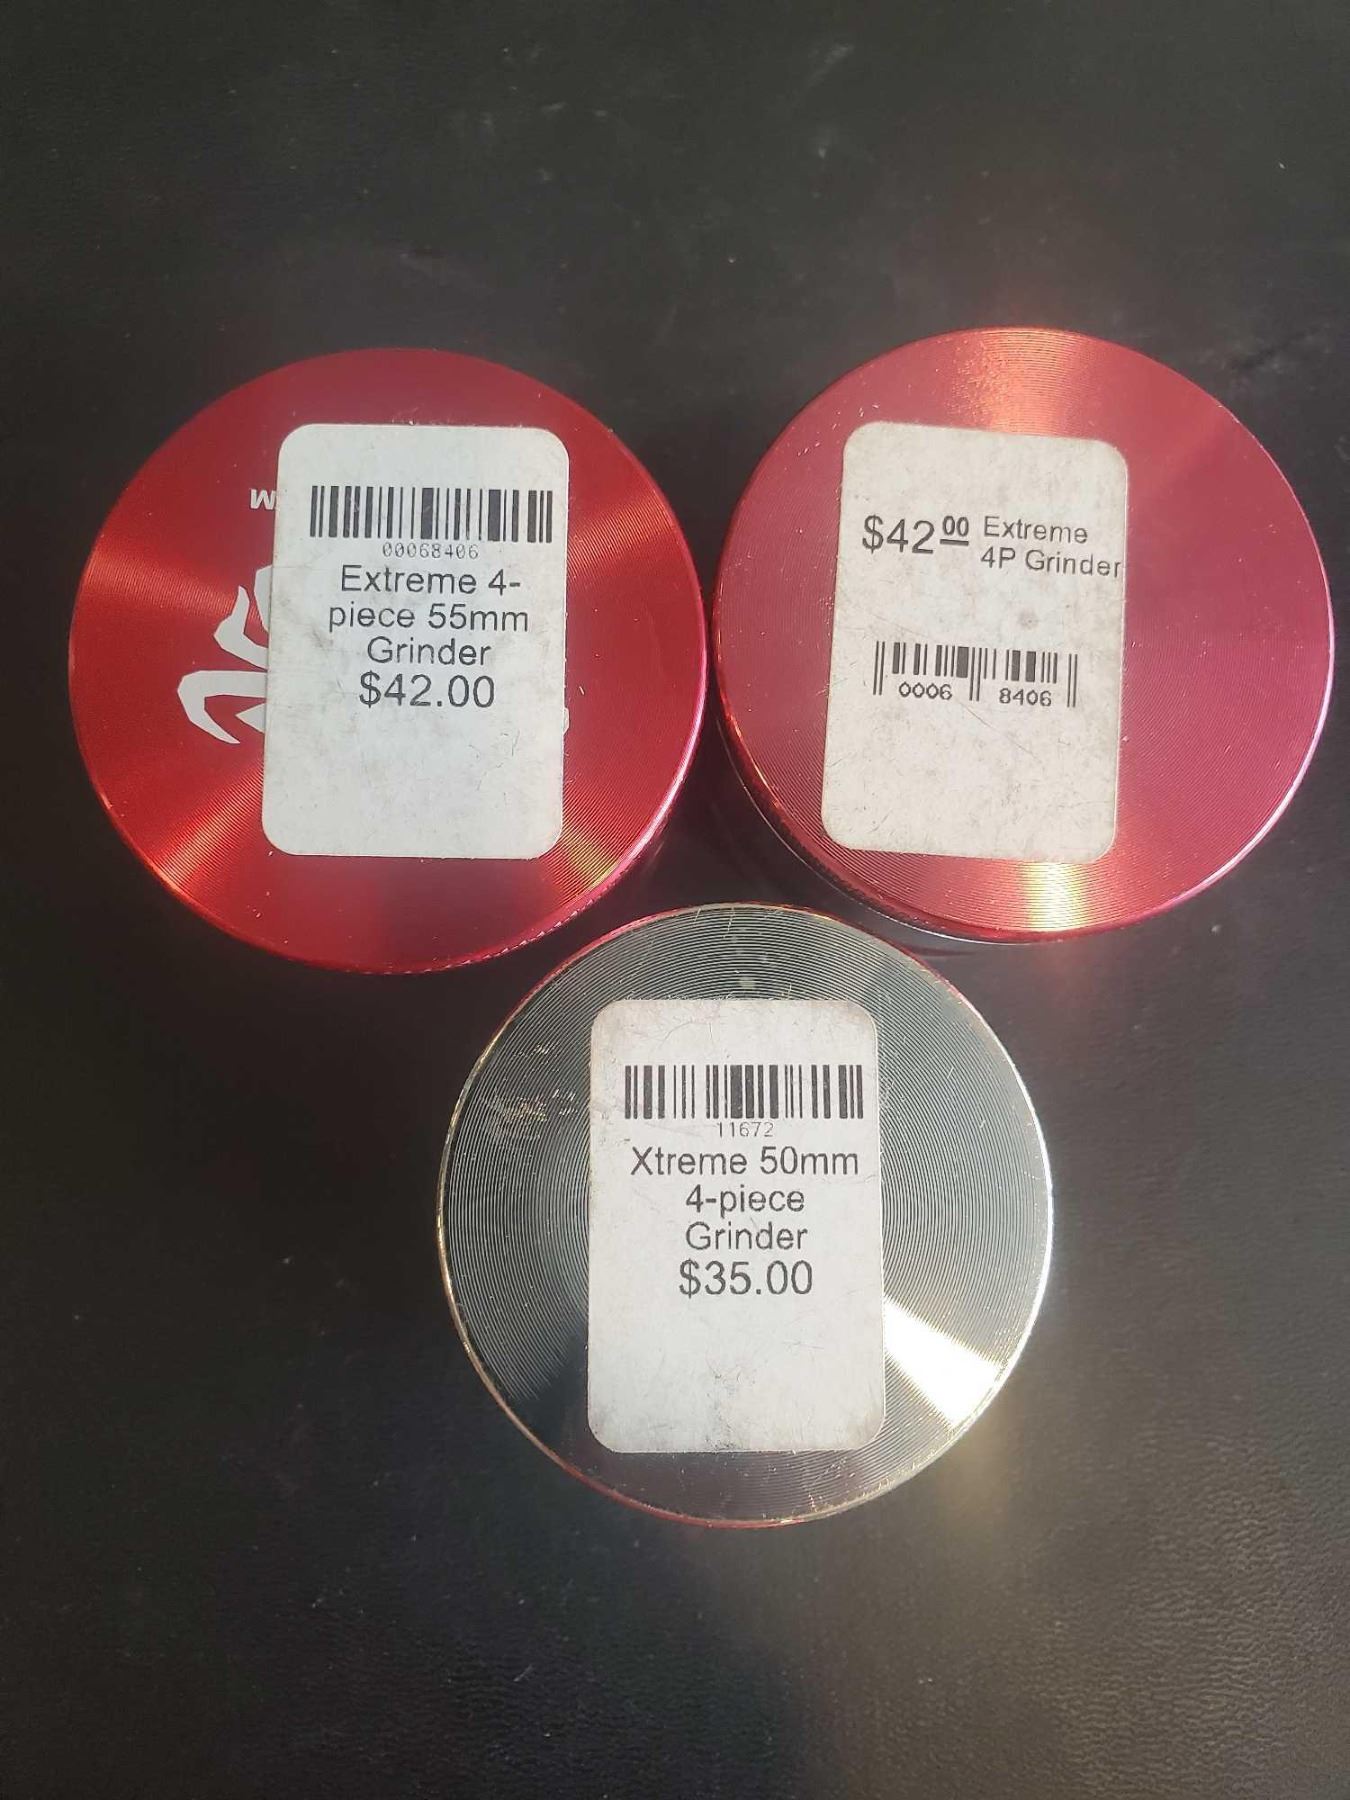 00068406
Extreme 4-
piece 55mm
Grinder
$42.00
$42.00 Extreme
4P Grinder
0006 8406
11672
Xtreme 50mm
4-piece
Grinder
$35.00